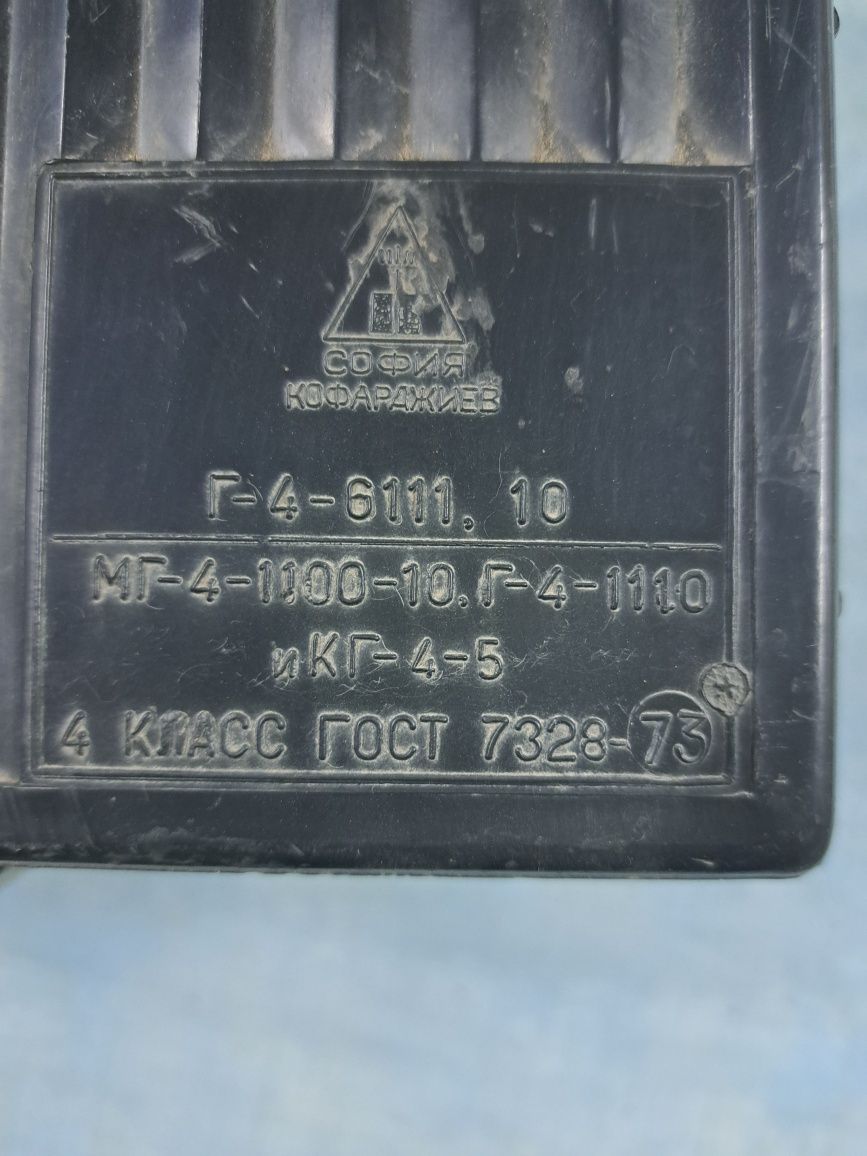 СОФИЯ
КОФАРДЖИЕВ
Г-4-6111, 10
МГ-4-1100-10. Г-4-1110
и КГ-4-5
4 КЛАСС ГОСТ 7328-73